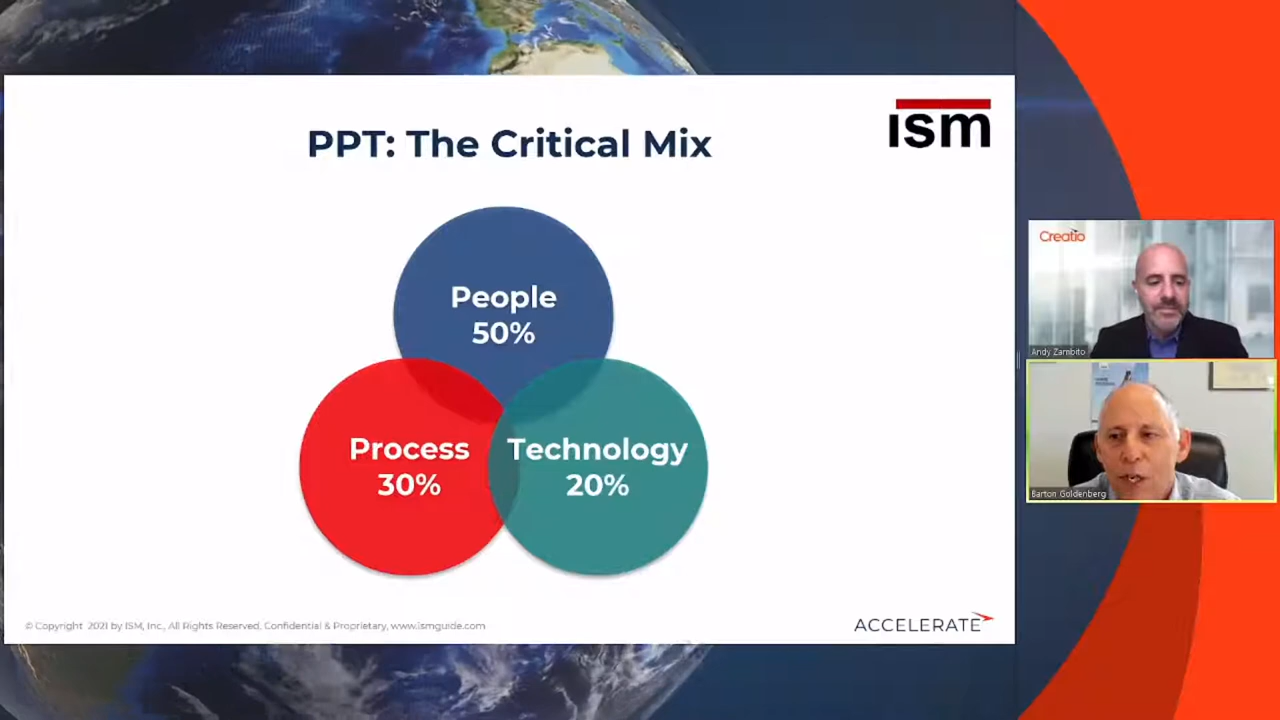 PPT: The Critical Mix
ism
People
50%
Process
30%
Technology
20%
© Copyright 2021 by ISM, Inc., All Rights Reserved, Confidential & Proprietary, www.ismguide.com
ACCELERATE
Creatio
Andy Zambito
Barton Goldenberg